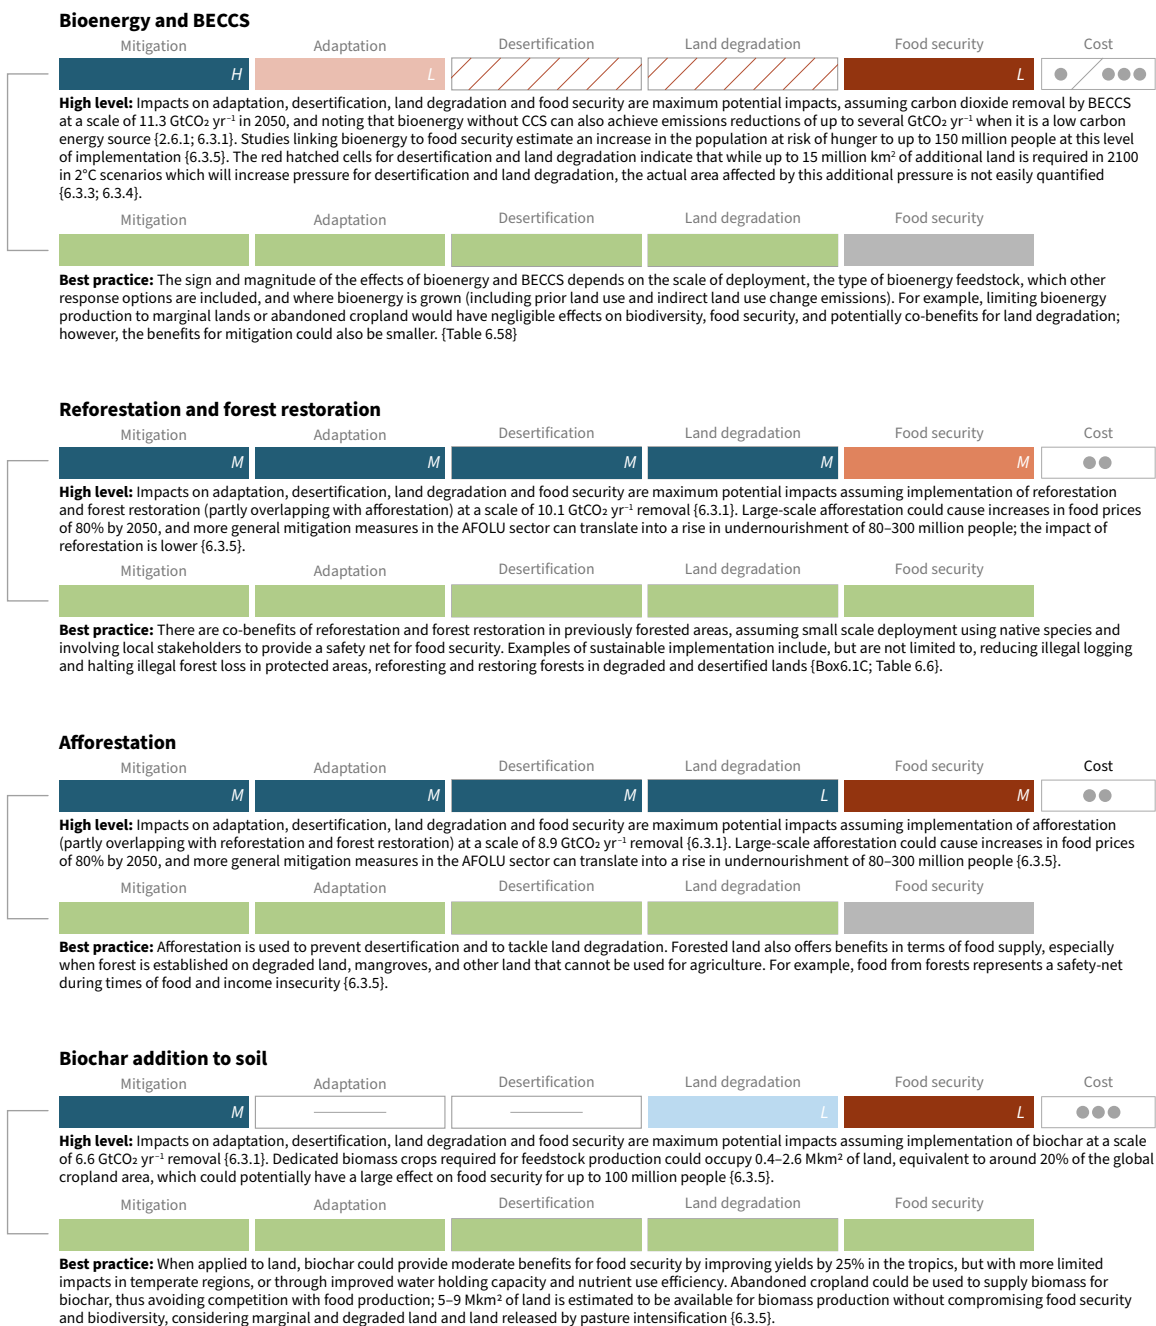 Bioenergy and BECCS
Mitigation Adaptation Desertification Land degradation Food security Cost
H L L
High level: Impacts on adaptation, desertification, land degradation and food security are maximum potential impacts, assuming carbon dioxide removal by BECCS
at a scale of 11.3 GtCO₂ yr⁻¹ in 2050, and noting that bioenergy without CCS can also achieve emissions reductions of up to several GtCO₂ yr⁻¹ when it is a low carbon
energy source {2.6.1; 6.3.1}. Studies linking bioenergy to food security estimate an increase in the population at risk of hunger to up to 150 million people at this level
of implementation {6.3.5}. The red hatched cells for desertification and land degradation indicate that while up to 15 million km² of additional land is required in 2100
in 2°C scenarios which will increase pressure for desertification and land degradation, the actual area affected by this additional pressure is not easily quantified
{6.3.3; 6.3.4}.
Mitigation Adaptation Desertification Land degradation Food security
Best practice: The sign and magnitude of the effects of bioenergy and BECCS depends on the scale of deployment, the type of bioenergy feedstock, which other
response options are included, and where bioenergy is grown (including prior land use and indirect land use change emissions). For example, limiting bioenergy
production to marginal lands or abandoned cropland would have negligible effects on biodiversity, food security, and potentially co-benefits for land degradation;
however, the benefits for mitigation could also be smaller. {Table 6.58}
Reforestation and forest restoration
Mitigation Adaptation Desertification Land degradation Food security Cost
M M M M M
High level: Impacts on adaptation, desertification, land degradation and food security are maximum potential impacts assuming implementation of reforestation
and forest restoration (partly overlapping with afforestation) at a scale of 10.1 GtCO₂ yr⁻¹ removal {6.3.1}. Large-scale afforestation could cause increases in food prices
of 80% by 2050, and more general mitigation measures in the AFOLU sector can translate into a rise in undernourishment of 80–300 million people; the impact of
reforestation is lower {6.3.5}.
Mitigation Adaptation Desertification Land degradation Food security
Best practice: There are co-benefits of reforestation and forest restoration in previously forested areas, assuming small scale deployment using native species and
involving local stakeholders to provide a safety net for food security. Examples of sustainable implementation include, but are not limited to, reducing illegal logging
and halting illegal forest loss in protected areas, reforesting and restoring forests in degraded and desertified lands {Box6.1C; Table 6.6}.
Afforestation
Mitigation Adaptation Desertification Land degradation Food security Cost
M M M L M
High level: Impacts on adaptation, desertification, land degradation and food security are maximum potential impacts assuming implementation of afforestation
(partly overlapping with reforestation and forest restoration) at a scale of 8.9 GtCO₂ yr⁻¹ removal {6.3.1}. Large-scale afforestation could cause increases in food prices
of 80% by 2050, and more general mitigation measures in the AFOLU sector can translate into a rise in undernourishment of 80–300 million people {6.3.5}.
Mitigation Adaptation Desertification Land degradation Food security
Best practice: Afforestation is used to prevent desertification and to tackle land degradation. Forested land also offers benefits in terms of food supply, especially
when forest is established on degraded land, mangroves, and other land that cannot be used for agriculture. For example, food from forests represents a safety-net
during times of food and income insecurity {6.3.5}.
Biochar addition to soil
Mitigation Adaptation Desertification Land degradation Food security Cost
M L L
High level: Impacts on adaptation, desertification, land degradation and food security are maximum potential impacts assuming implementation of biochar at a scale
of 6.6 GtCO₂ yr⁻¹ removal {6.3.1}. Dedicated biomass crops required for feedstock production could occupy 0.4–2.6 Mkm² of land, equivalent to around 20% of the global
cropland area, which could potentially have a large effect on food security for up to 100 million people {6.3.5}.
Mitigation Adaptation Desertification Land degradation Food security
Best practice: When applied to land, biochar could provide moderate benefits for food security by improving yields by 25% in the tropics, but with more limited
impacts in temperate regions, or through improved water holding capacity and nutrient use efficiency. Abandoned cropland could be used to supply biomass for
biochar, thus avoiding competition with food production; 5–9 Mkm² of land is estimated to be available for biomass production without compromising food security
and biodiversity, considering marginal and degraded land and land released by pasture intensification {6.3.5}.